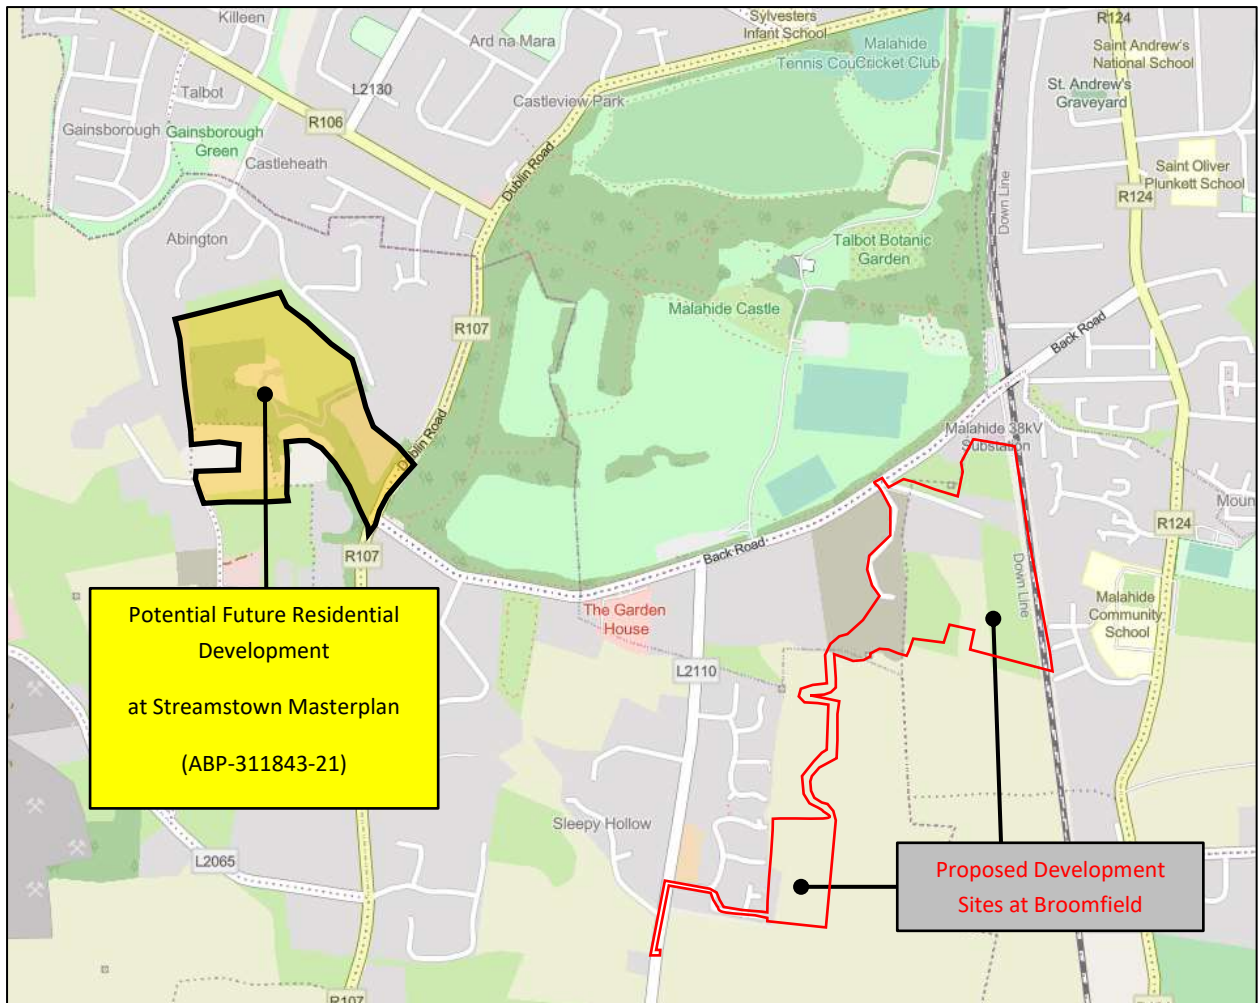 Killeen
Sylvesters
Infant School
R124
Ard na Mara
Malahide
Cricket Club
Tennis Cou
Saint Andrew's
National School
L2130
Talbot
St. Andrew's
Graveyard
Castleview Park
R106
Gainsborough
Gainsborough
Green
Castleheath
Dublin Road
Saint Oliver
Plunkett School
R124
Down Line
Abington
Talbot Botanic
Garden
R107
Malahide Castle
Back Road
Dublin Road
Malahide 38kV
Substation
Moun
R124
R107
Back Road
Down Line
Potential Future Residential
Development
at Streamstown Masterplan
(ABP-311843-21)
The Garden
House
Malahide
Community
School
L2110
Sleepy Hollow
L2065
Proposed Development
Sites at Broomfield
R107